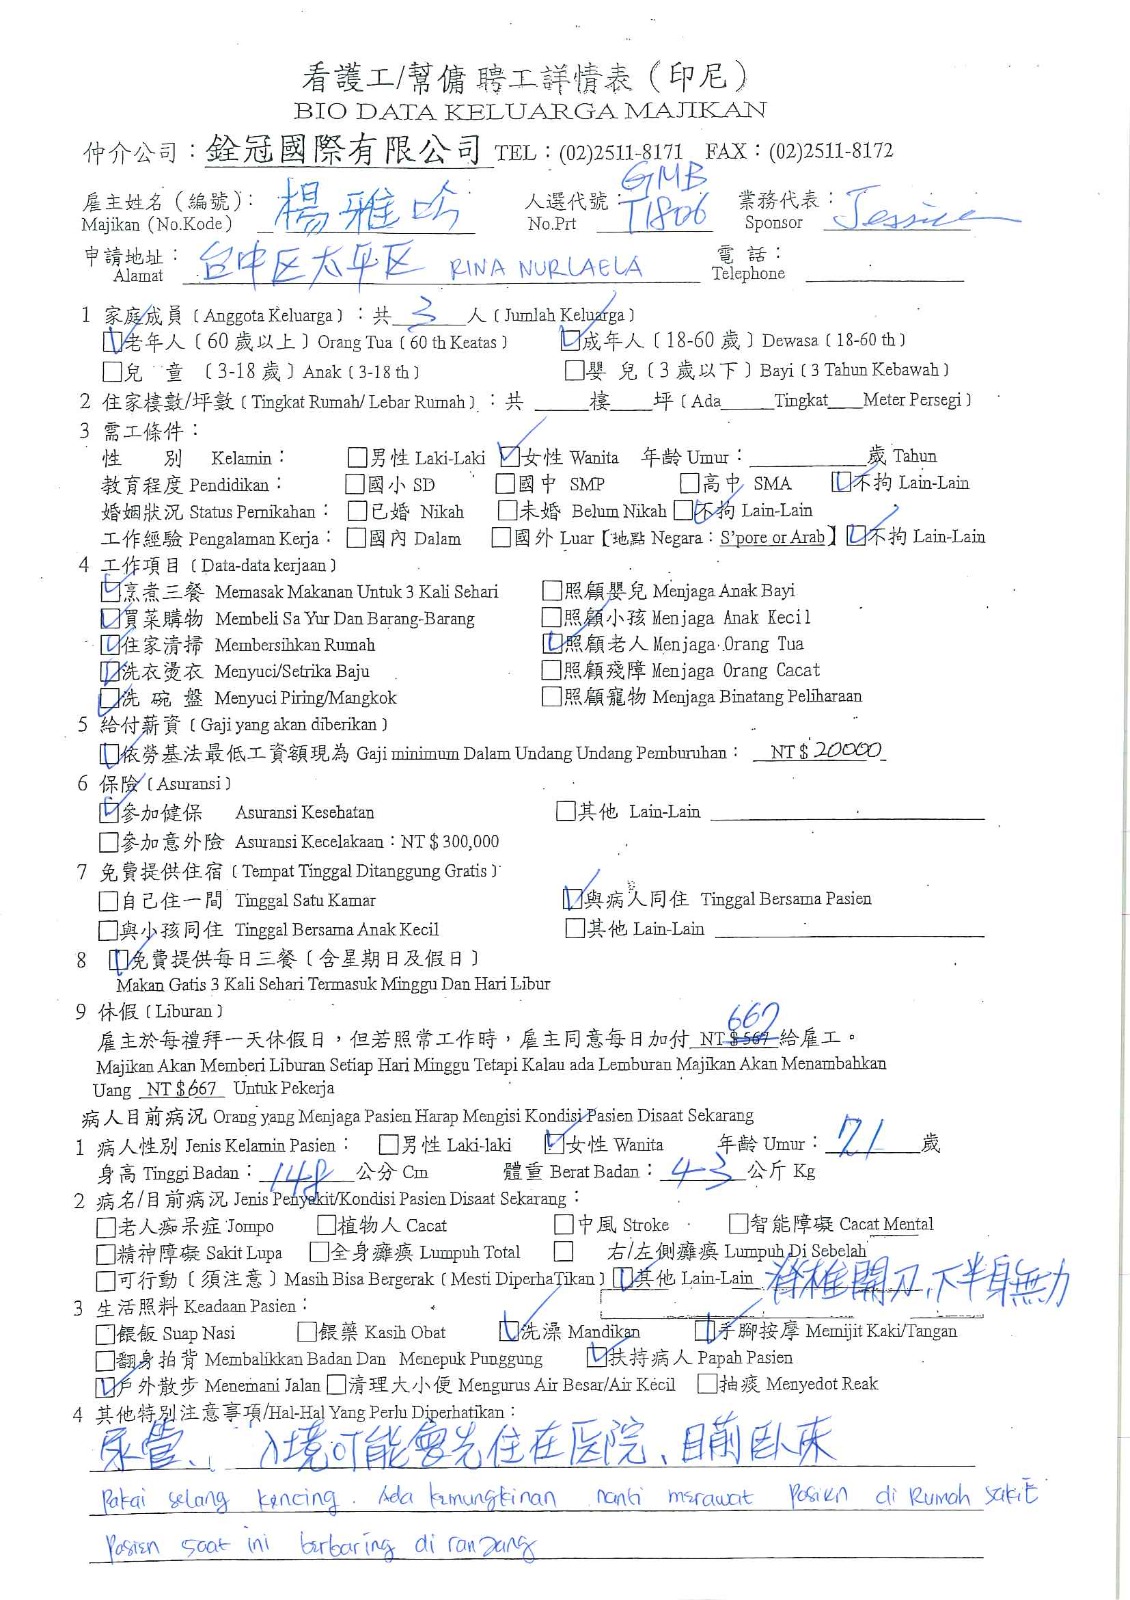 看護工/幫傭 聘工詳情表（印尼）
BIO DATA KELUARGA MAJIKAN
仲介公司：銓冠國際有限公司 TEL：(02)2511-8171 FAX：(02)2511-8172
雇主姓名（編號）： 楊雅吟 人選代號： GMB 業務代表： Jessica
Majikan (No.Kode) No.Prt T1806 Sponsor
申請地址： 台中区太平区 RINA NURLAELA 電話：
Alamat Telephone
1 家庭成員﹝Anggota Keluarga﹞：共 3 人﹝Jumlah Keluarga﹞
☑老年人﹝60歲以上﹞Orang Tua﹝60 th Keatas﹞ ☑成年人﹝18-60歲﹞Dewasa﹝18-60 th﹞
□兒 童﹝3-18歲﹞Anak﹝3-18 th﹞ □嬰 兒﹝3歲以下﹞Bayi﹝3 Tahun Kebawah﹞
2 住家樓數/坪數﹝Tingkat Rumah/ Lebar Rumah﹞：共 ____樓____坪﹝Ada____Tingkat___Meter Persegi﹞
3 需工條件：
性 別 Kelamin： □男性 Laki-Laki ☑女性 Wanita 年齡 Umur：________歲 Tahun
教育程度 Pendidikan： □國小 SD □國中 SMP □高中 SMA ☑不拘 Lain-Lain
婚姻狀況 Status Pernikahan： □已婚 Nikah □未婚 Belum Nikah ☑不拘 Lain-Lain
工作經驗 Pengalaman Kerja： □國內 Dalam □國外 Luar【地點 Negara：S'pore or Arab】☑不拘 Lain-Lain
4 工作項目﹝Data-data kerjaan﹞
☑烹煮三餐 Memasak Makanan Untuk 3 Kali Sehari □照顧嬰兒 Menjaga Anak Bayi
☑買菜購物 Membeli Sa Yur Dan Barang-Barang □照顧小孩 Menjaga Anak Kecil
☑住家清掃 Membersihkan Rumah ☑照顧老人 Menjaga Orang Tua
☑洗衣燙衣 Menyuci/Setrika Baju □照顧殘障 Menjaga Orang Cacat
☑洗 碗 盤 Menyuci Piring/Mangkok □照顧寵物 Menjaga Binatang Peliharaan
5 給付薪資﹝Gaji yang akan diberikan﹞
☑依勞基法最低工資額現為 Gaji minimum Dalam Undang Undang Pemburuhan： NT$ 20000
6 保險﹝Asuransi﹞
☑參加健保 Asuransi Kesehatan □其他 Lain-Lain
□參加意外險 Asuransi Kecelakaan：NT $ 300,000
7 免費提供住宿﹝Tempat Tinggal Ditanggung Gratis﹞
□自己住一間 Tinggal Satu Kamar ☑與病人同住 Tinggal Bersama Pasien
□與小孩同住 Tinggal Bersama Anak Kecil □其他 Lain-Lain
8 ☑免費提供每日三餐﹝含星期日及假日﹞
Makan Gatis 3 Kali Sehari Termasuk Minggu Dan Hari Libur
9 休假﹝Liburan﹞
667
雇主於每禮拜一天休假日，但若照常工作時，雇主同意每日加付 NT $ 567 給雇工。
Majikan Akan Memberi Liburan Setiap Hari Minggu Tetapi Kalau ada Lemburan Majikan Akan Menambahkan
Uang NT $ 667 Untuk Pekerja
病人目前病況 Orang yang Menjaga Pasien Harap Mengisi Kondisi Pasien Disaat Sekarang
1 病人性別 Jenis Kelamin Pasien： □男性 Laki-laki ☑女性 Wanita 年齡 Umur： 71 歲
身高 Tinggi Badan： 148 公分 Cm 體重 Berat Badan： 43 公斤 Kg
2 病名/目前病況 Jenis Penyakit/Kondisi Pasien Disaat Sekarang：
□老人痴呆症 Jompo □植物人 Cacat □中風 Stroke □智能障礙 Cacat Mental
□精神障礙 Sakit Lupa □全身癱瘓 Lumpuh Total □ 右/左側癱瘓 Lumpuh Di Sebelah
□可行動﹝須注意﹞Masih Bisa Bergerak﹝Mesti DiperhaTikan﹞☑其他 Lain-Lain 脊椎開刀、下半身無力
3 生活照料 Keadaan Pasien：
□餵飯 Suap Nasi □餵藥 Kasih Obat ☑洗澡 Mandikan ☑手腳按摩 Memijit Kaki/Tangan
□翻身拍背 Membalikkan Badan Dan Menepuk Punggung ☑扶持病人 Papah Pasien
☑戶外散步 Menemani Jalan □清理大小便 Mengurus Air Besar/Air Kecil □抽痰 Menyedot Reak
4 其他特別注意事項/Hal-Hal Yang Perlu Diperhatikan：
尿管、入境可能會先住在医院、目前臥床
Pakai selang kencing. Ada kemungkinan nanti merawat pasien di Rumah sakit
Pasien saat ini berbaring di ranjang